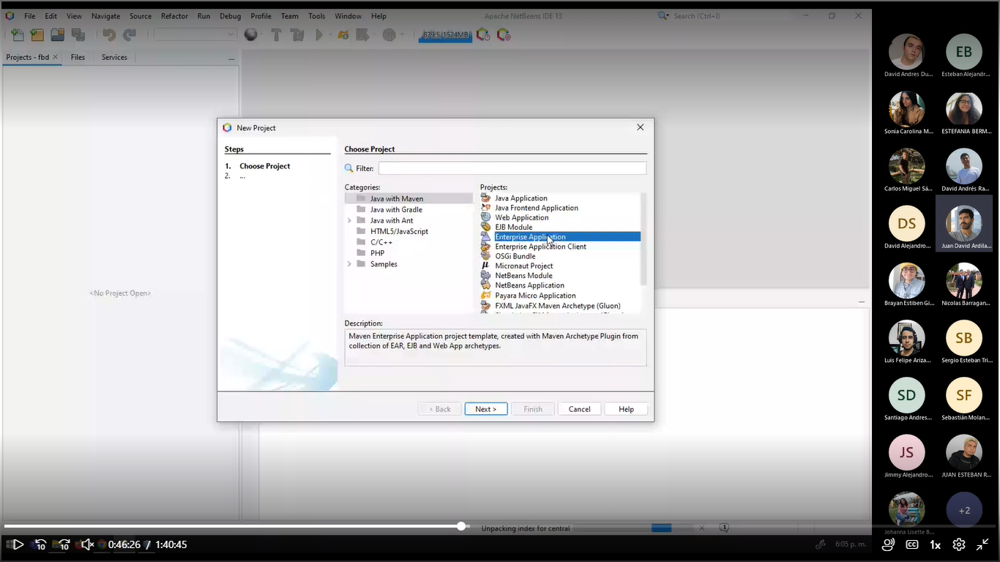 File Edit View Navigate Source Refactor Run Debug Profile Team Tools Window Help
Apache NetBeans IDE 13
Search (Ctrl+I)
879.5/1524MB
Projects - fbd
Files
Services
<No Project Open>
New Project
Steps
1. Choose Project
2. ...
Choose Project
Filter:
Categories:
Java with Maven
Java with Gradle
Java with Ant
HTML5/JavaScript
C/C++
PHP
Samples
Projects:
Java Application
Java Frontend Application
Web Application
EJB Module
Enterprise Application
Enterprise Application Client
OSGi Bundle
Micronaut Project
NetBeans Module
NetBeans Application
Payara Micro Application
FXML JavaFX Maven Archetype (Gluon)
Description:
Maven Enterprise Application project template, created with Maven Archetype Plugin from
collection of EAR, EJB and Web App archetypes.
< Back
Next >
Finish
Cancel
Help
Unpacking index for central
1
10
10
0:46:26 / 1:40:45
6:05 p. m.
CC
1x
David Andres Du...
EB
Esteban Alejandr...
Sonia Carolina M...
ESTEFANIA BERM...
Carlos Miguel Sá...
David Andrés Ra...
DS
David Alejandro...
Juan David Ardila...
Brayan Estiben Gi...
Nicolas Barragan...
Luis Felipe Ariza...
SB
Sergio Esteban Tri...
SD
Santiago Andres...
SF
Sebastián Molan...
JS
Jimmy Alejandro...
JUAN ESTEBAN R...
Johanna Lisette B...
+2